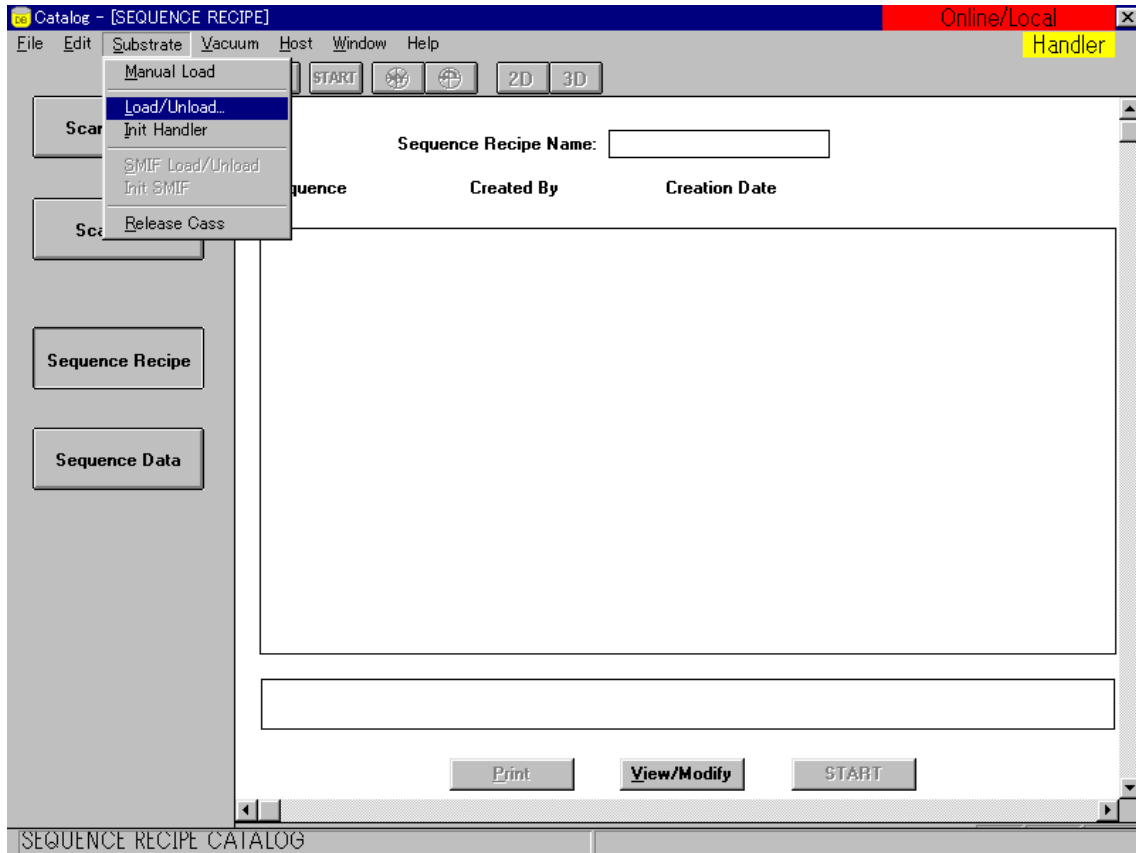 DB Catalog - [SEQUENCE RECIPE] Online/Local
File Edit Substrate Vacuum Host Window Help Handler
START 2D 3D
Manual Load
Load/Unload...
Init Handler
SMIF Load/Unload
Init SMIF
Release Cass
Sequence Recipe Name:
Created By Creation Date
Sequence Recipe
Sequence Data
Print View/Modify START
SEQUENCE RECIPE CATALOG